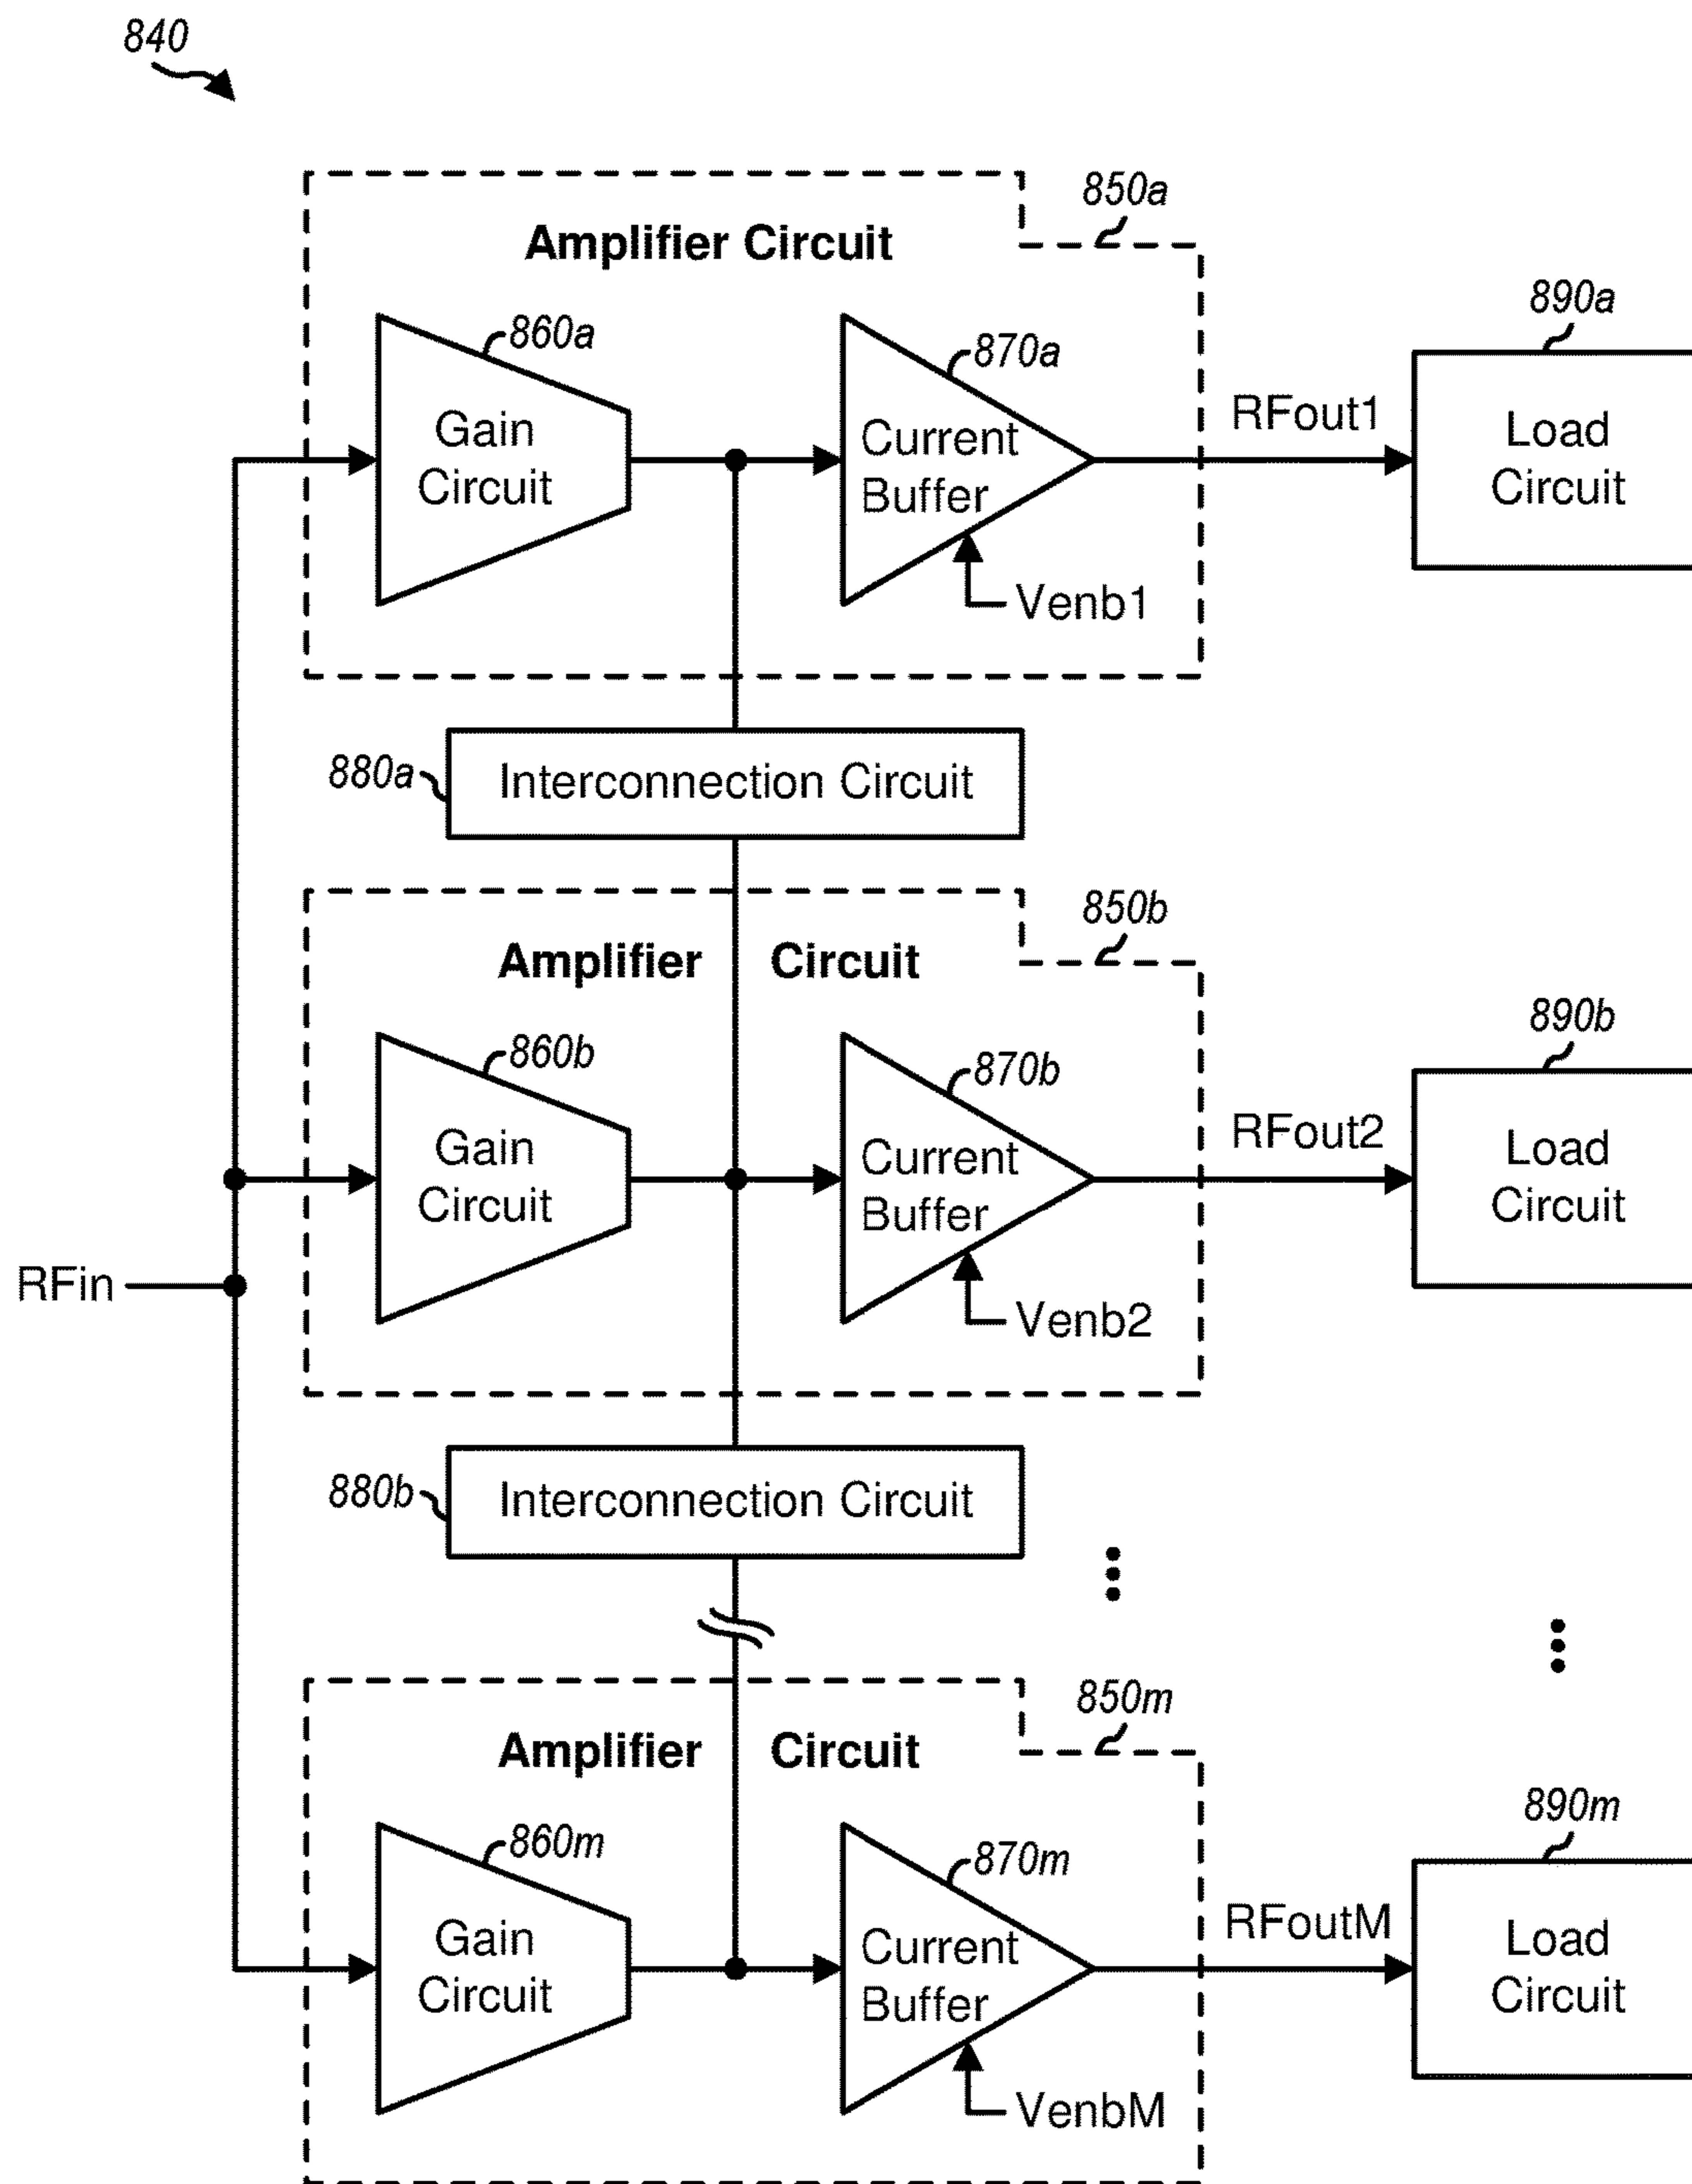 840
850a
Amplifier Circuit
890a
860a
870a
RFout1
Gain
Circuit
Current
Buffer
Load
Circuit
Venb1
880a
Interconnection Circuit
850b
Amplifier Circuit
890b
860b
870b
RFout2
Gain
Circuit
Current
Buffer
Load
Circuit
RFin
Venb2
880b
Interconnection Circuit
850m
Amplifier Circuit
890m
860m
870m
RFoutM
Gain
Circuit
Current
Buffer
Load
Circuit
VenbM